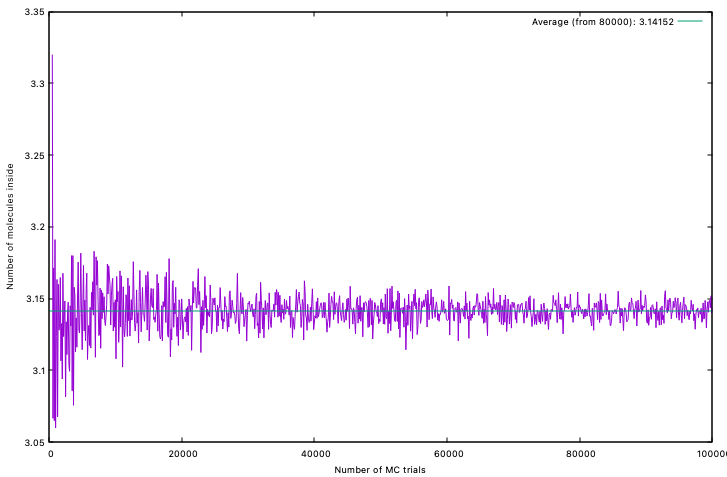 3.35
Average (from 80000): 3.14152
3.3
3.25
3.2
3.15
3.1
3.05
Number of molecules inside
0 20000 40000 60000 80000 10000
Number of MC trials